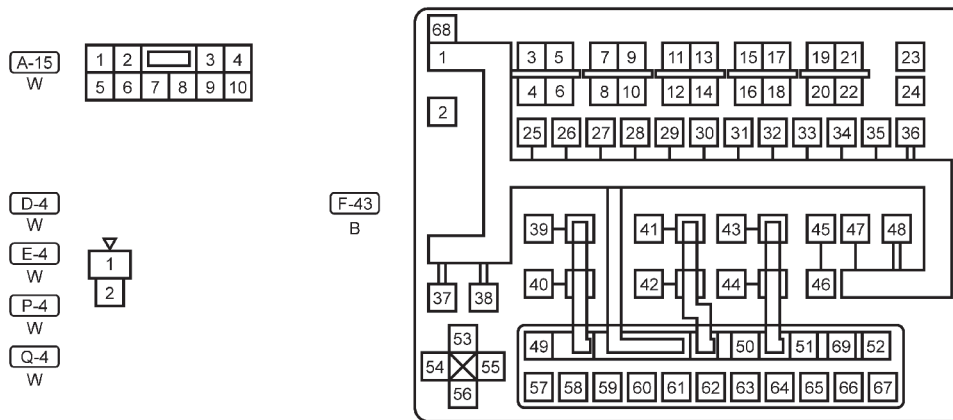 A-15
W
1 2 3 4
5 6 7 8 9 10
D-4
W
E-4
W
P-4
W
Q-4
W
1
2
F-43
B
68
1
3 5 7 9 11 13 15 17 19 21 23
2
4 6 8 10 12 14 16 18 20 22 24
25 26 27 28 29 30 31 32 33 34 35 36
39 41 43 45 47 48
40 42 44 46
37 38
53
54 55
56
49 50 51 69 52
57 58 59 60 61 62 63 64 65 66 67